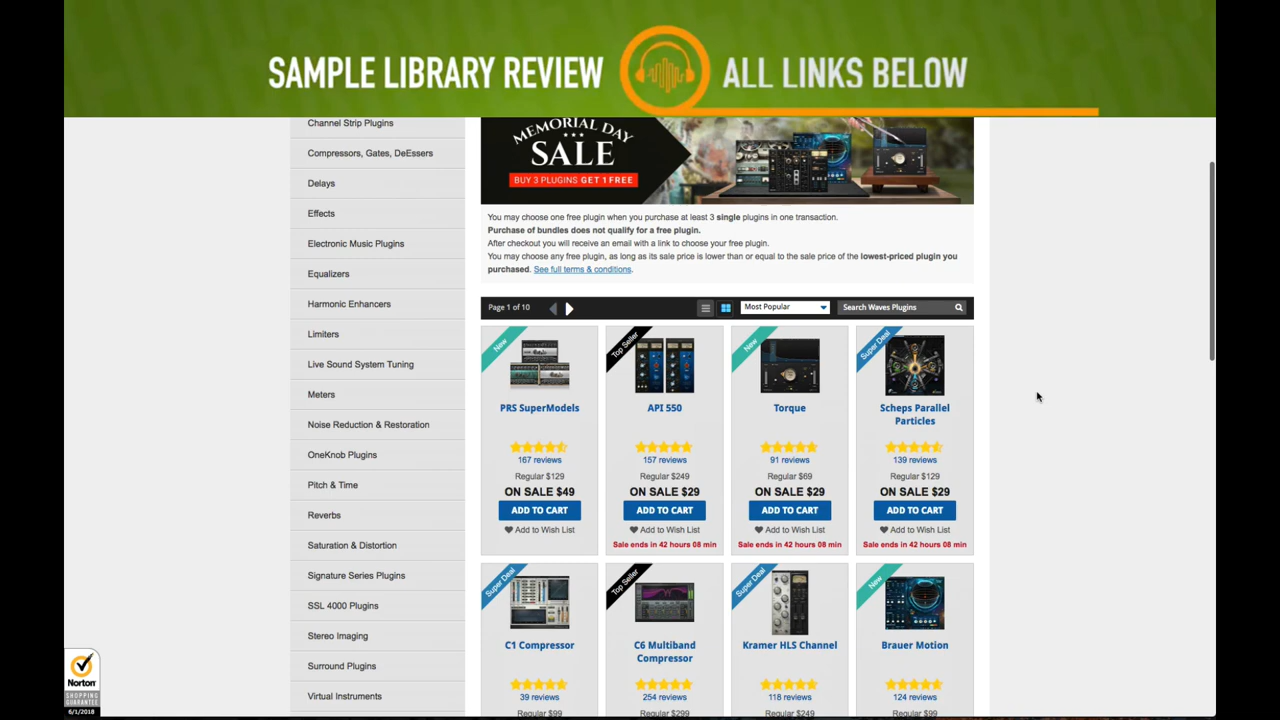 SAMPLE LIBRARY REVIEW ALL LINKS BELOW
Channel Strip Plugins
Compressors, Gates, DeEssers
Delays
Effects
Electronic Music Plugins
Equalizers
Harmonic Enhancers
Limiters
Live Sound System Tuning
Meters
Noise Reduction & Restoration
OneKnob Plugins
Pitch & Time
Reverbs
Saturation & Distortion
Signature Series Plugins
SSL 4000 Plugins
Stereo Imaging
Surround Plugins
Virtual Instruments
MEMORIAL DAY
SALE
BUY 3 PLUGINS GET 1 FREE
You may choose one free plugin when you purchase at least 3 single plugins in one transaction.
Purchase of bundles does not qualify for a free plugin.
After checkout you will receive an email with a link to choose your free plugin.
You may choose any free plugin, as long as its sale price is lower than or equal to the sale price of the lowest-priced plugin you
purchased. See full terms & conditions.
Page 1 of 10 Most Popular Search Waves Plugins
New
PRS SuperModels
167 reviews
Regular $129
ON SALE $49
ADD TO CART
Add to Wish List
Top Seller
API 550
157 reviews
Regular $249
ON SALE $29
ADD TO CART
Add to Wish List
Sale ends in 42 hours 08 min
New
Torque
91 reviews
Regular $69
ON SALE $29
ADD TO CART
Add to Wish List
Sale ends in 42 hours 08 min
Super Deal
Scheps Parallel
Particles
139 reviews
Regular $129
ON SALE $29
ADD TO CART
Add to Wish List
Sale ends in 42 hours 08 min
Super Deal
C1 Compressor
39 reviews
Regular $99
Top Seller
C6 Multiband
Compressor
254 reviews
Regular $299
Super Deal
Kramer HLS Channel
118 reviews
Regular $249
New
Brauer Motion
124 reviews
Regular $99
Norton
SHOPPING
GUARANTEE
6/1/2018